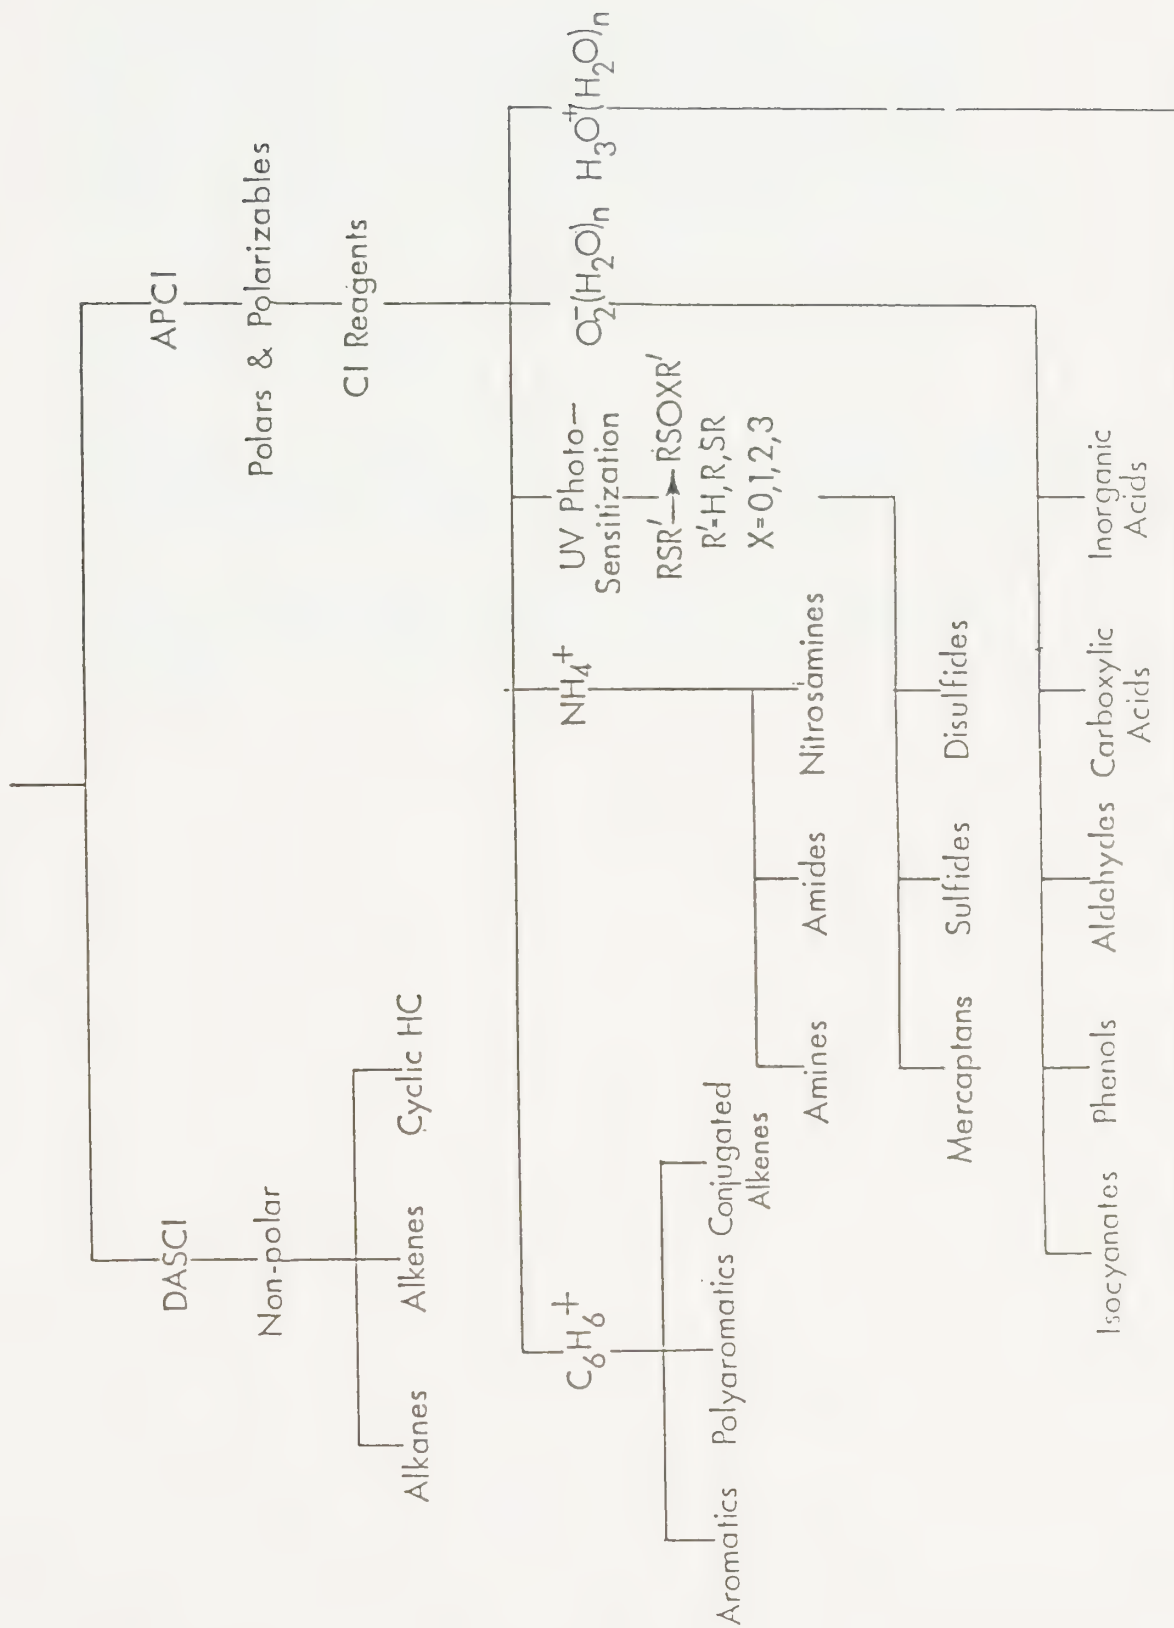 DASCI
APCI
Non-polar
Polars & Polarizables
CI Reagents
Alkanes
Alkenes
Cyclic HC
C6H6+
NH4+
UV Photo—
Sensitization
RSR'→RSOXR'
R'=H,R,SR
X=0,1,2,3
O2-(H2O)n
H3O+(H2O)n
Aromatics
Polyaromatics
Conjugated
Alkenes
Amines
Amides
Nitrosamines
Mercaptans
Sulfides
Disulfides
Isocyanates
Phenols
Aldehydes
Carboxylic
Acids
Inorganic
Acids